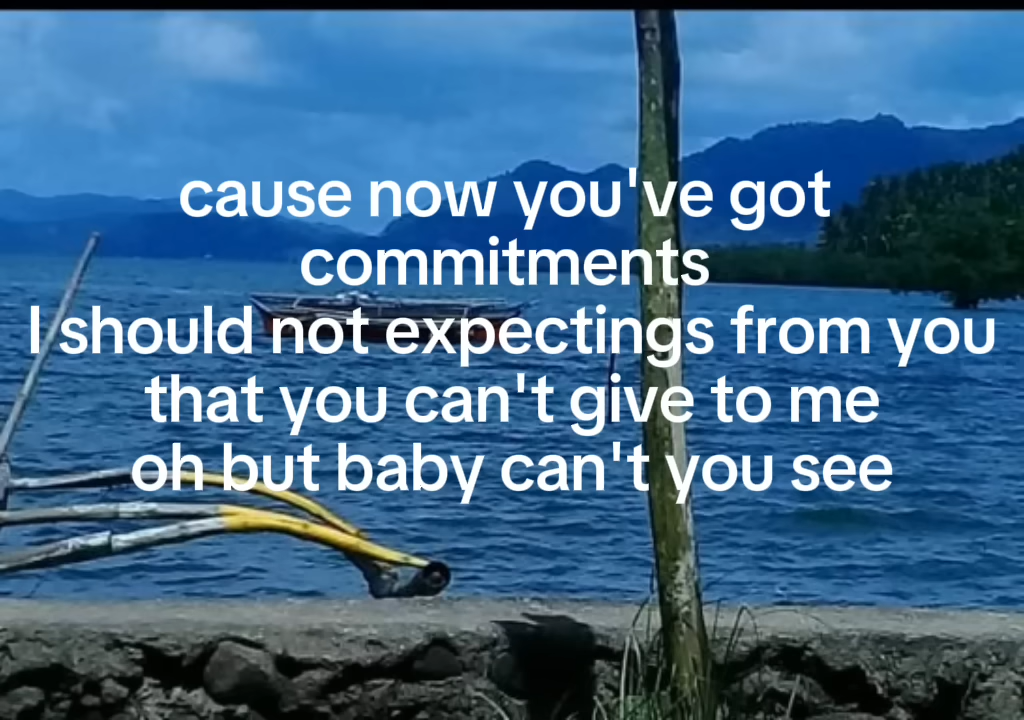 cause now you've got
commitments
I should not expectings from you
that you can't give to me
oh but baby can't you see